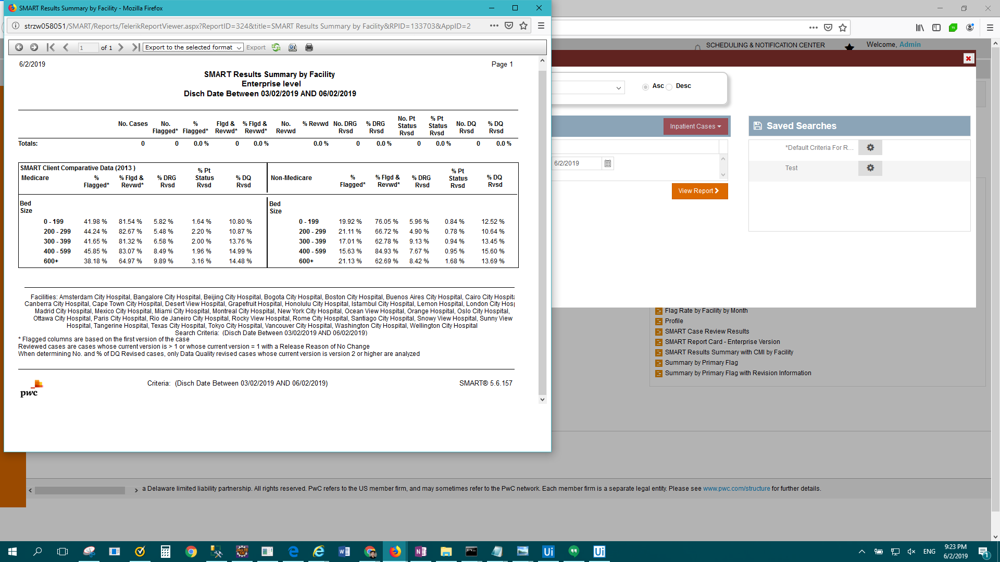 SMART Results Summary by Facility - Mozilla Firefox
strzw058051/SMART/Reports/TelerikReportViewer.aspx?ReportID=324&title=SMART Results Summary by Facility&RPID=133703&AppID=2
1 of 1 Export to the selected format Export
6/2/2019 Page 1
SMART Results Summary by Facility
Enterprise level
Disch Date Between 03/02/2019 AND 06/02/2019
No. Cases No. Flagged* % Flagged* Flgd & Revwd* % Flgd & Revwd* No. Revwd % Revwd No. DRG Rvsd % DRG Rvsd No. Pt Status Rvsd % Pt Status Rvsd No. DQ Rvsd % DQ Rvsd
Totals: 0 0 0.0 % 0 0.0 % 0.0 % 0 0.0 % 0 0.0 % 0 0.0 %
SMART Client Comparative Data (2013 )
Medicare % Flagged* % Flgd & Revwd* % DRG Rvsd % Pt Status Rvsd % DQ Rvsd Non-Medicare % Flagged* % Flgd & Revwd* % DRG Rvsd % Pt Status Rvsd % DQ Rvsd
Bed Size Bed Size
0 - 199 41.98 % 81.54 % 5.82 % 1.64 % 10.80 % 0 - 199 19.92 % 76.05 % 5.96 % 0.84 % 12.52 %
200 - 299 44.24 % 82.67 % 5.48 % 2.20 % 10.87 % 200 - 299 21.11 % 66.72 % 4.90 % 0.78 % 10.64 %
300 - 399 41.65 % 81.32 % 6.58 % 2.00 % 13.76 % 300 - 399 17.01 % 62.78 % 9.13 % 0.94 % 13.45 %
400 - 599 45.85 % 83.07 % 8.49 % 1.96 % 14.99 % 400 - 599 15.63 % 84.93 % 7.67 % 0.95 % 15.60 %
600+ 38.18 % 64.97 % 9.89 % 3.16 % 14.48 % 600+ 21.13 % 62.69 % 8.42 % 1.68 % 13.69 %
Facilities: Amsterdam City Hospital, Bangalore City Hospital, Beijing City Hospital, Bogota City Hospital, Boston City Hospital, Buenos Aires City Hospital, Cairo City Hospita
Canberra City Hospital, Cape Town City Hospital, Desert View Hospital, Grapefruit Hospital, Honolulu City Hospital, Istambul City Hospital, Lemon Hospital, London City Hosp
Madrid City Hospital, Mexico City Hospital, Miami City Hospital, Montreal City Hospital, New York City Hospital, Ocean View Hospital, Orange Hospital, Oslo City Hospital,
Ottawa City Hospital, Paris City Hospital, Rio de Janeiro City Hospital, Rocky View Hospital, Rome City Hospital, Santiago City Hospital, Snowy View Hospital, Sunny View
Hospital, Tangerine Hospital, Texas City Hospital, Tokyo City Hospital, Vancouver City Hospital, Washington City Hospital, Wellington City Hospital
Search Criteria: (Disch Date Between 03/02/2019 AND 06/02/2019)
* Flagged columns are based on the first version of the case
Reviewed cases are cases whose current version is > 1 or whose current version = 1 with a Release Reason of No Change
When determining No. and % of DQ Revised cases, only Data Quality revised cases whose current version is version 2 or higher are analyzed
pwc
Criteria: (Disch Date Between 03/02/2019 AND 06/02/2019) SMART® 5.6.157
SCHEDULING & NOTIFICATION CENTER Welcome, Admin
Asc Desc
Inpatient Cases
Saved Searches
*Default Criteria For R...
6/2/2019
Test
View Report
Flag Rate by Facility by Month
Profile
SMART Case Review Results
SMART Report Card - Enterprise Version
SMART Results Summary with CMI by Facility
Summary by Primary Flag
Summary by Primary Flag with Revision Information
a Delaware limited liability partnership. All rights reserved. PwC refers to the US member firm, and may sometimes refer to the PwC network. Each member firm is a separate legal entity. Please see www.pwc.com/structure for further details.
ENG
9:23 PM
6/2/2019
1